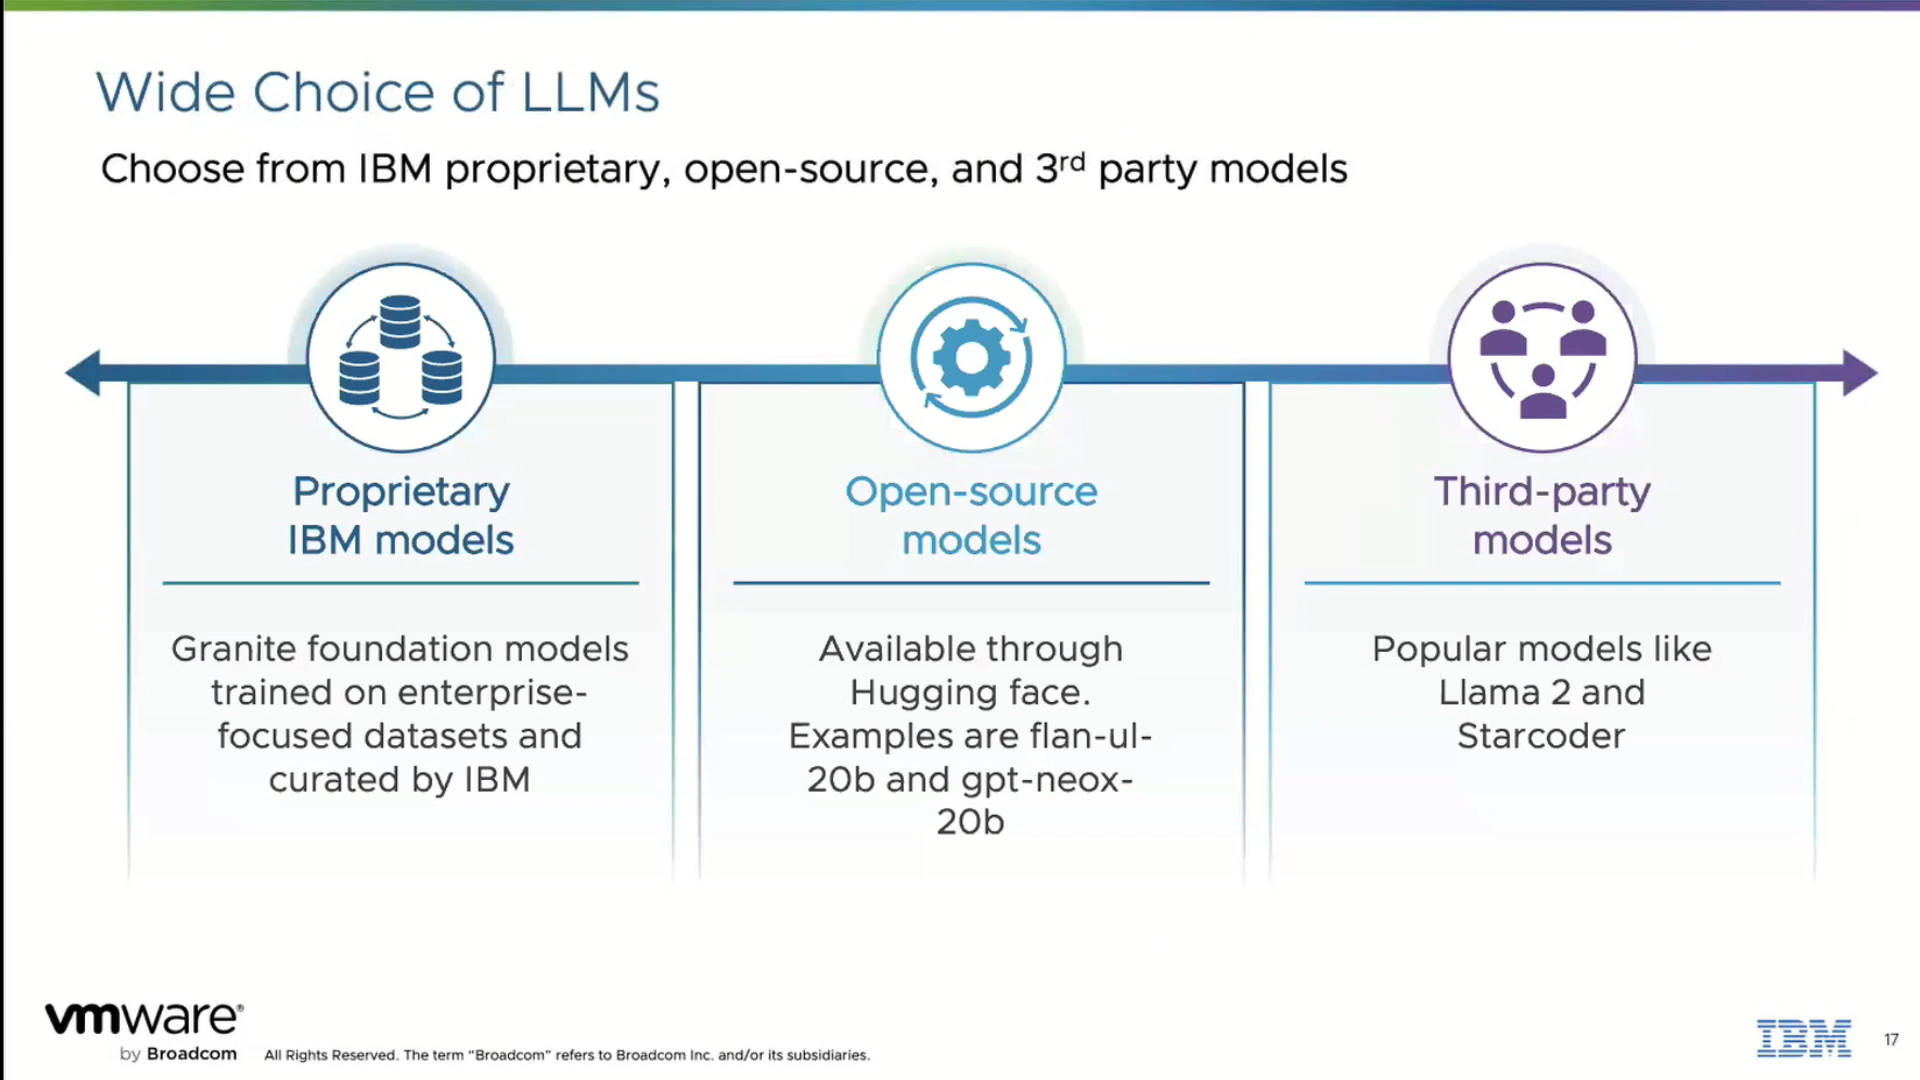 Wide Choice of LLMs
Choose from IBM proprietary, open-source, and 3rd party models
Proprietary
IBM models
Granite foundation models
trained on enterprise-
focused datasets and
curated by IBM
Open-source
models
Available through
Hugging face.
Examples are flan-ul-
20b and gpt-neox-
20b
Third-party
models
Popular models like
Llama 2 and
Starcoder
vmware®
by Broadcom
All Rights Reserved. The term “Broadcom” refers to Broadcom Inc. and/or its subsidiaries.
IBM
17